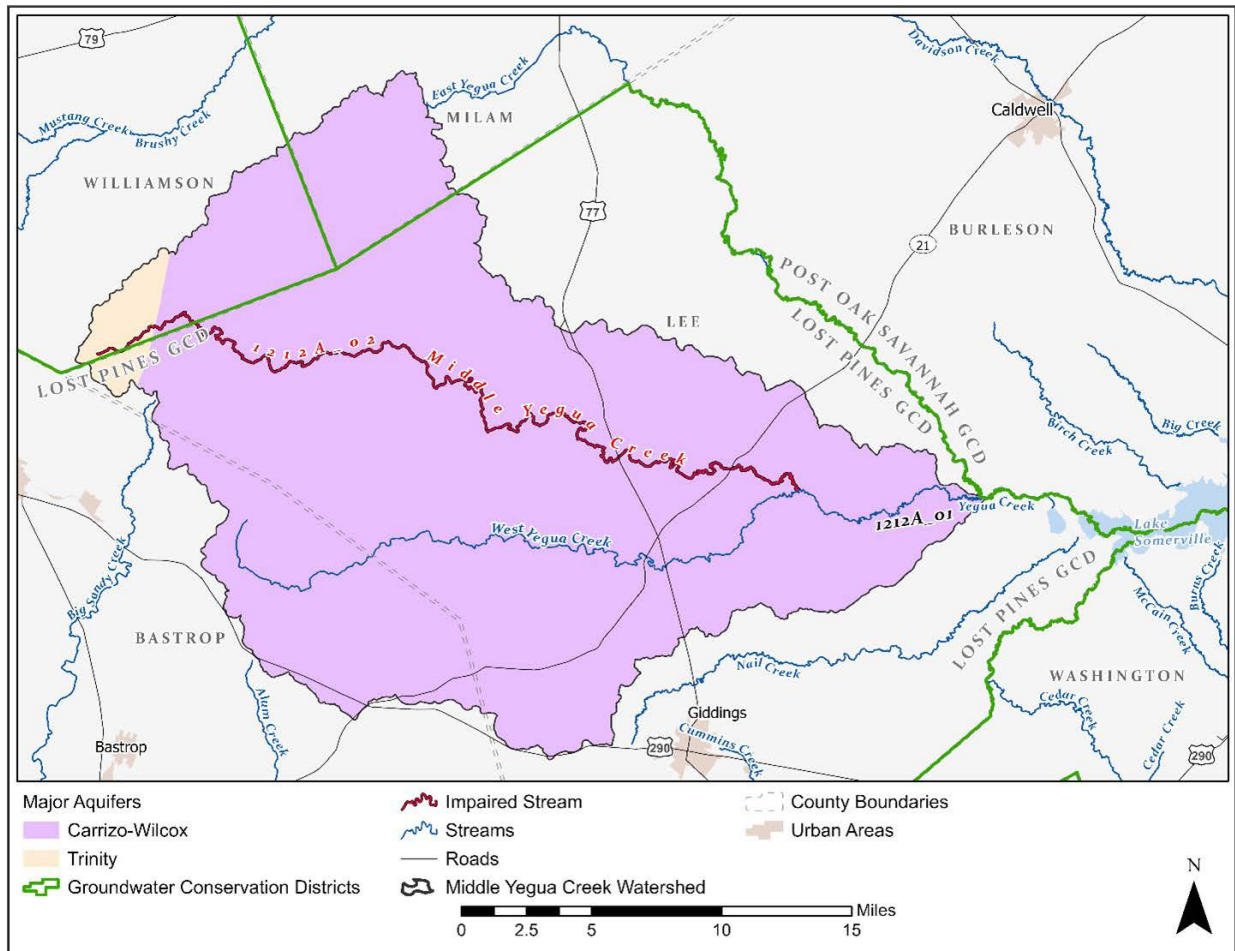 79
Mustang Creek
Brushy Creek
East Yegua Creek
MILAM
WILLIAMSON
Davidson Creek
Caldwell
77
21
BURLESON
LEE
POST OAK SAVANNAH GCD
LOST PINES GCD
LOST PINES GCD
1212A_02 Middle Yegua Creek
Big Creek
Birch Creek
1212A_01
Yegua Creek
Lake
Somerville
West Yegua Creek
Big Sandy Creek
BASTROP
LOST PINES GCD
McCain Creek
Burns Creek
Nail Creek
WASHINGTON
Alum Creek
Cedar Creek
Cedar Creek
Bastrop
Giddings
290
Cummins Creek
290
Major Aquifers
Carrizo-Wilcox
Trinity
Groundwater Conservation Districts
Impaired Stream
Streams
Roads
Middle Yegua Creek Watershed
County Boundaries
Urban Areas
0 2.5 5 10 15 Miles
N